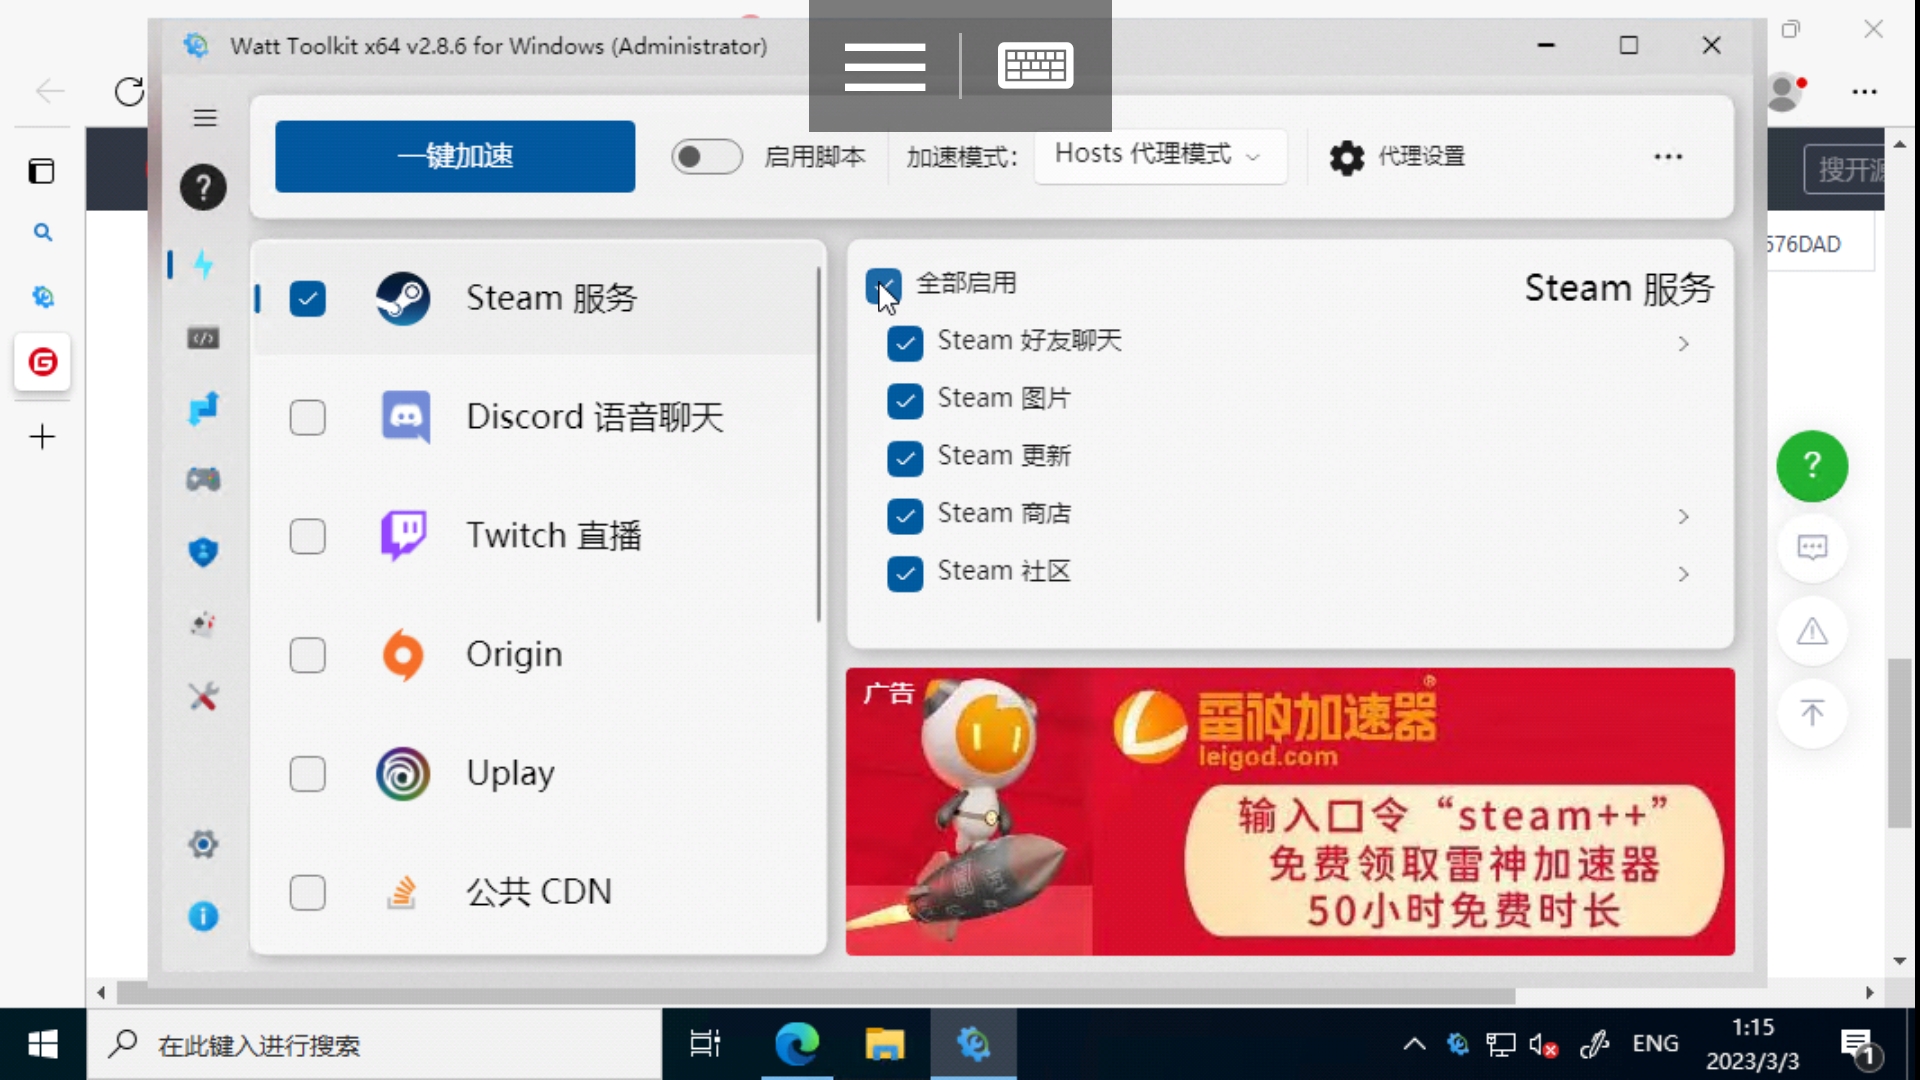 Watt Toolkit x64 v2.8.6 for Windows (Administrator)
一键加速
启用脚本
加速模式:
Hosts 代理模式
代理设置
搜开源
576DAD
Steam 服务
Discord 语音聊天
Twitch 直播
Origin
Uplay
公共 CDN
全部启用
Steam 服务
Steam 好友聊天
Steam 图片
Steam 更新
Steam 商店
Steam 社区
广告
雷神加速器®
leigod.com
输入口令“steam++”
免费领取雷神加速器
50小时免费时长
在此键入进行搜索
ENG
1:15
2023/3/3
1